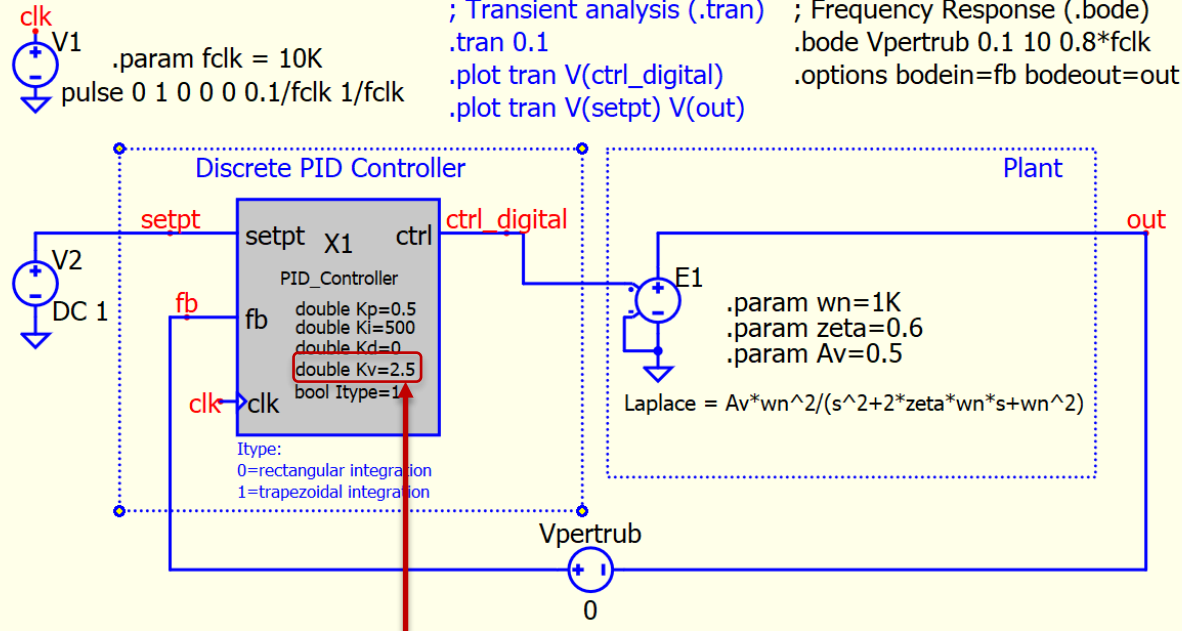 clk
V1
.param fclk = 10K
pulse 0 1 0 0 0 0.1/fclk 1/fclk
; Transient analysis (.tran)
.tran 0.1
.plot tran V(ctrl_digital)
.plot tran V(setpt) V(out)
; Frequency Response (.bode)
.bode Vpertrub 0.1 10 0.8*fclk
.options bodein=fb bodeout=out
Discrete PID Controller
setpt
V2
DC 1
fb
clk
setpt X1 ctrl
PID_Controller
fb
double Kp=0.5
double Ki=500
double Kd=0
double Kv=2.5
bool Itype=1
clk
Itype:
0=rectangular integration
1=trapezoidal integration
ctrl_digital
Plant
out
E1
.param wn=1K
.param zeta=0.6
.param Av=0.5
Laplace = Av*wn^2/(s^2+2*zeta*wn*s+wn^2)
Vpertrub
0